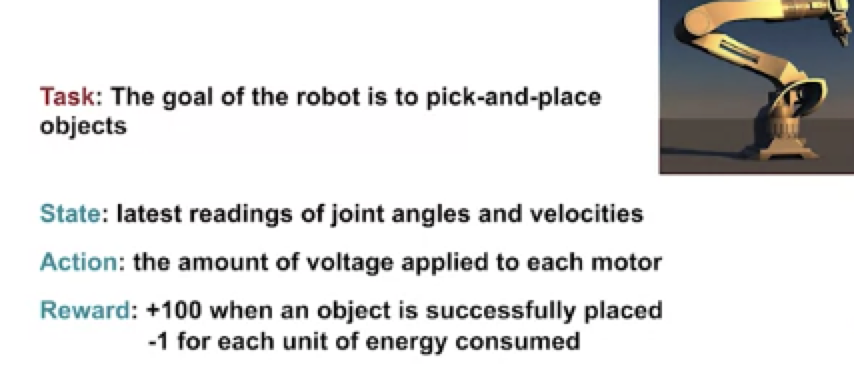 Task: The goal of the robot is to pick-and-place
objects
State: latest readings of joint angles and velocities
Action: the amount of voltage applied to each motor
Reward: +100 when an object is successfully placed
-1 for each unit of energy consumed